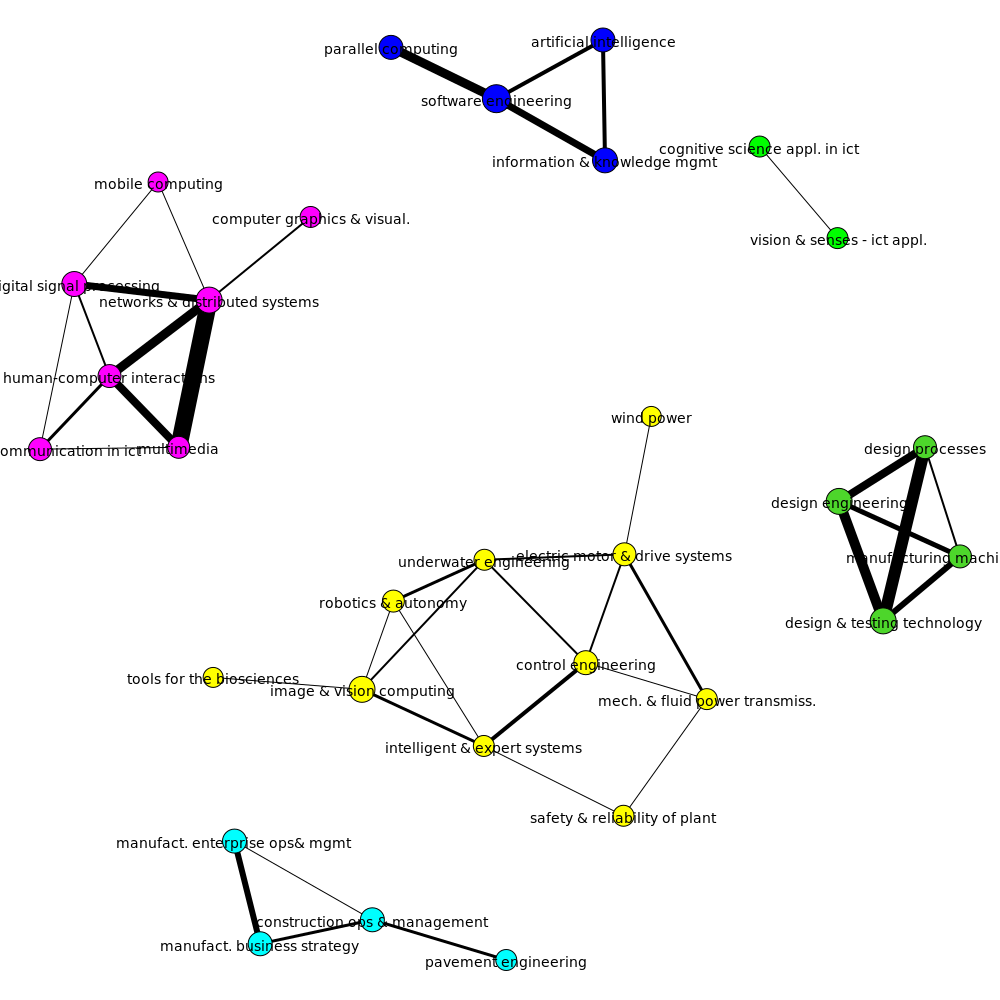 artificial intelligence
parallel computing
software engineering
cognitive science appl. in ict
information & knowledge mgmt
mobile computing
computer graphics & visual.
vision & senses - ict appl.
igital signal processing
networks & distributed systems
human-computer interactions
wind power
ommunication in ict
multimedia
design processes
design engineering
underwater engineering
electric motor & drive systems
manufacturing machi
robotics & autonomy
design & testing technology
control engineering
tools for the biosciences
image & vision computing
mech. & fluid power transmiss.
intelligent & expert systems
safety & reliability of plant
manufact. enterprise ops& mgmt
construction ops & management
manufact. business strategy
pavement engineering